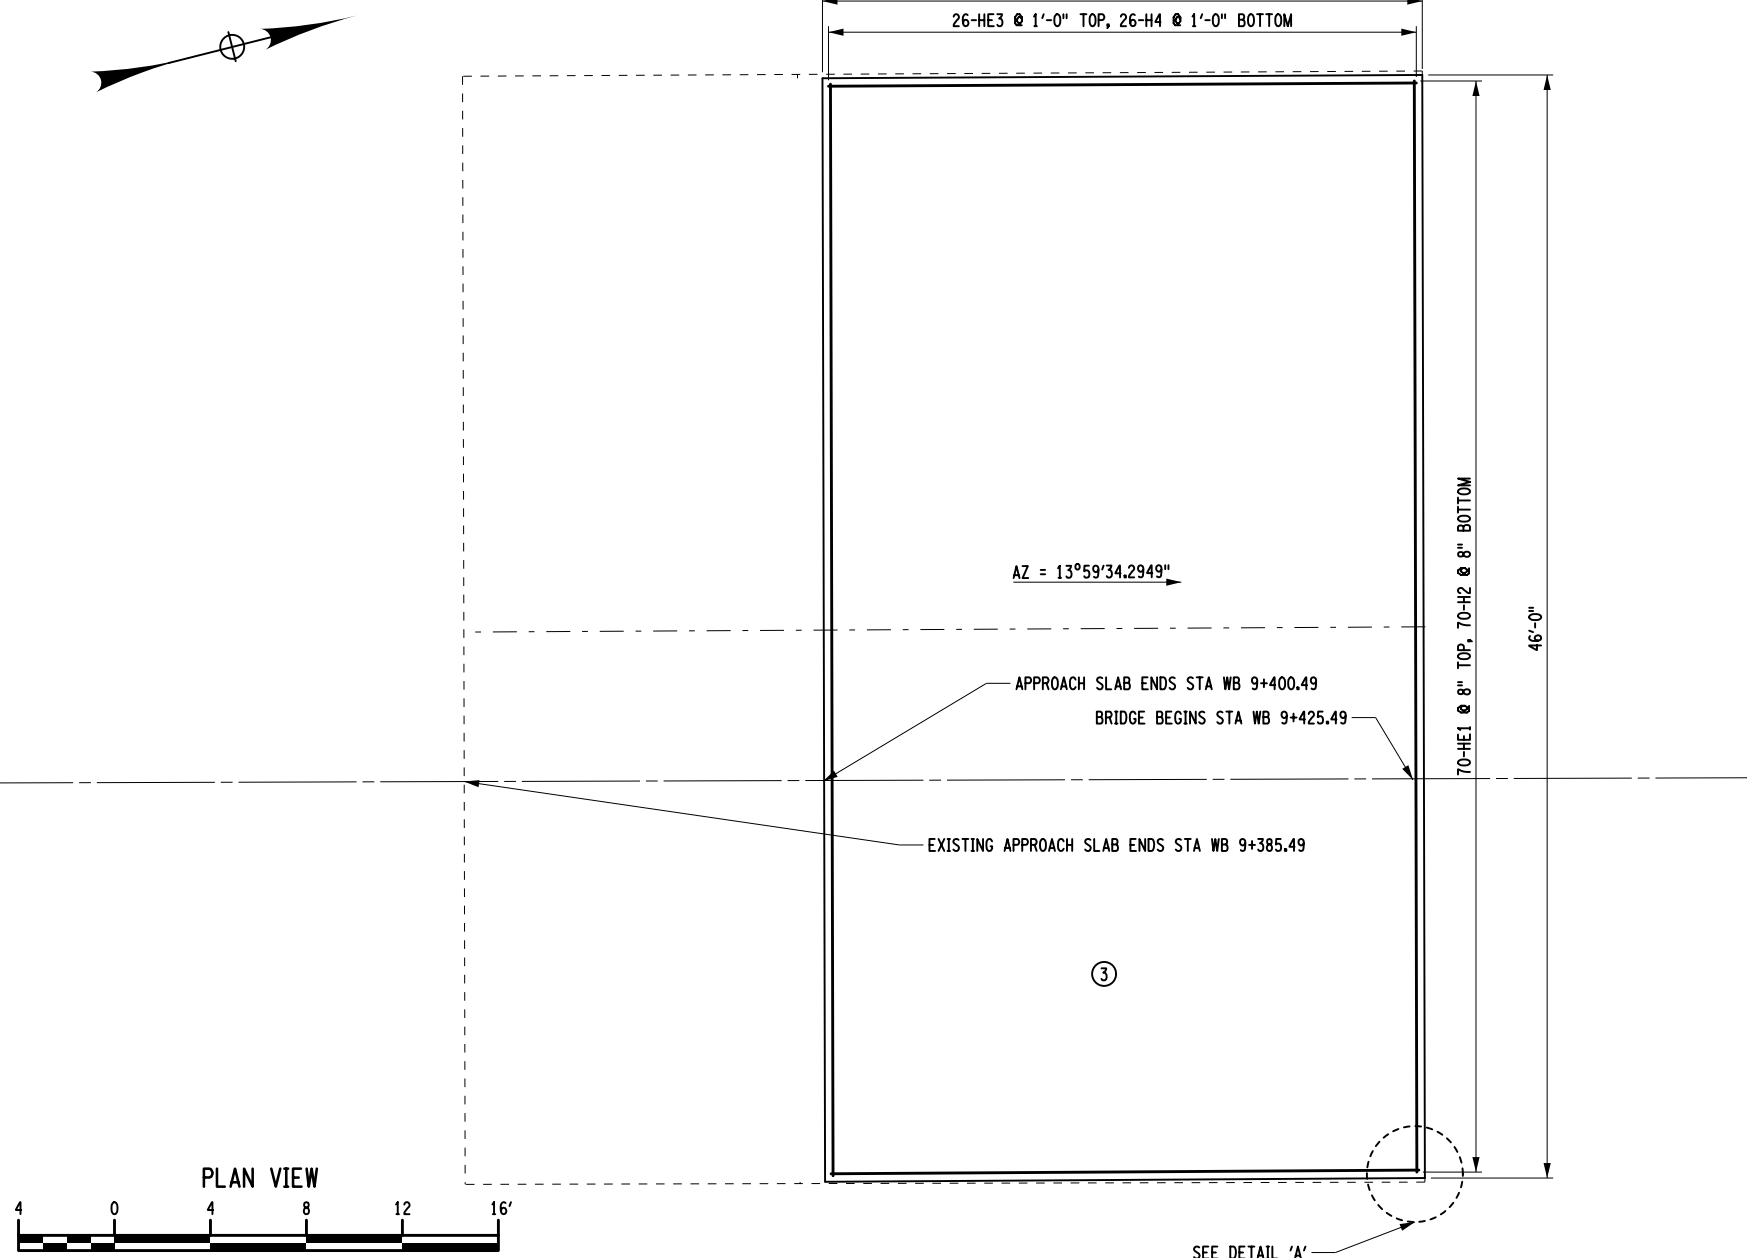 26-HE3 @ 1'-0" TOP, 26-H4 @ 1'-0" BOTTOM
70-HE1 @ 8" TOP, 70-H2 @ 8" BOTTOM
46'-0"
AZ = 13°59'34.2949"
APPROACH SLAB ENDS STA WB 9+400.49
BRIDGE BEGINS STA WB 9+425.49
EXISTING APPROACH SLAB ENDS STA WB 9+385.49
3
PLAN VIEW
4 0 4 8 12 16'
SEE DETAIL 'A'